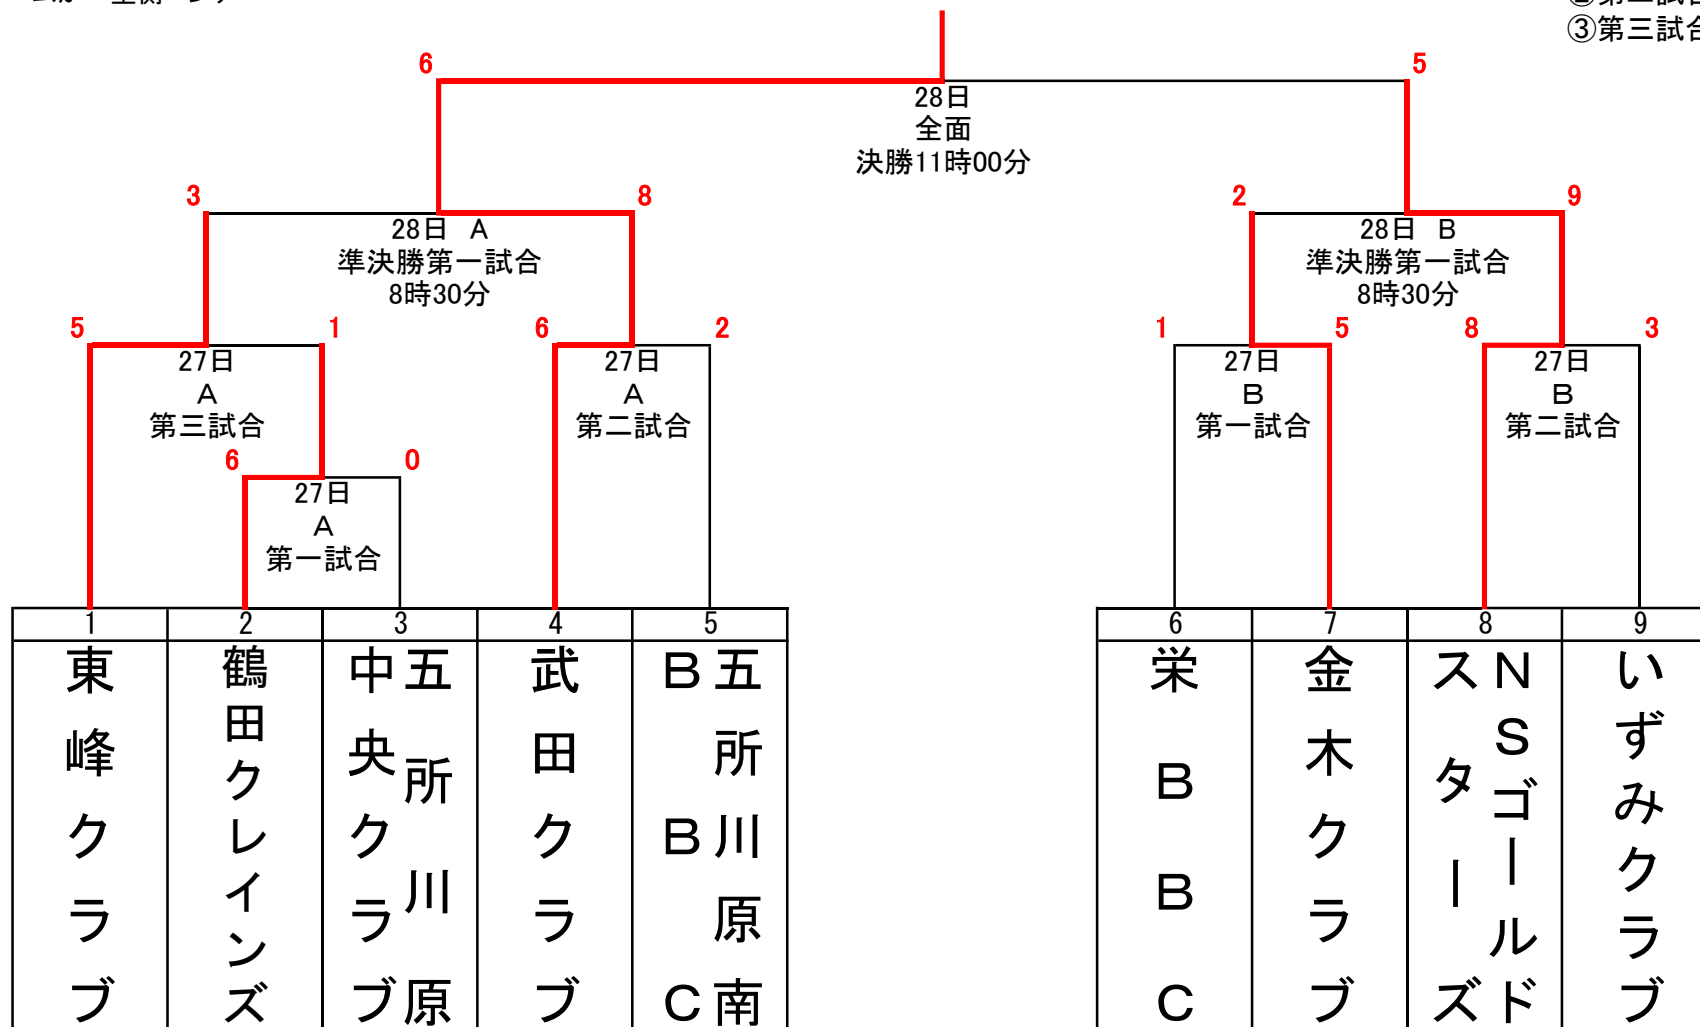 ②第二試合
③第三試合
6
5
28日
全面
決勝11時00分
3
8
2
9
28日 A
準決勝第一試合
8時30分
28日 B
準決勝第一試合
8時30分
5
1
6
2
1
5
8
3
27日
A
第三試合
27日
A
第二試合
27日
B
第一試合
27日
B
第二試合
6
0
27日
A
第一試合
1
2
3
4
5
6
7
8
9
東峰クラブ
鶴田クレインズ
五所川原
中央クラブ
武田クラブ
五所川原南
BBC
栄BBC
金木クラブ
NSゴールド
スターズ
いずみクラブ